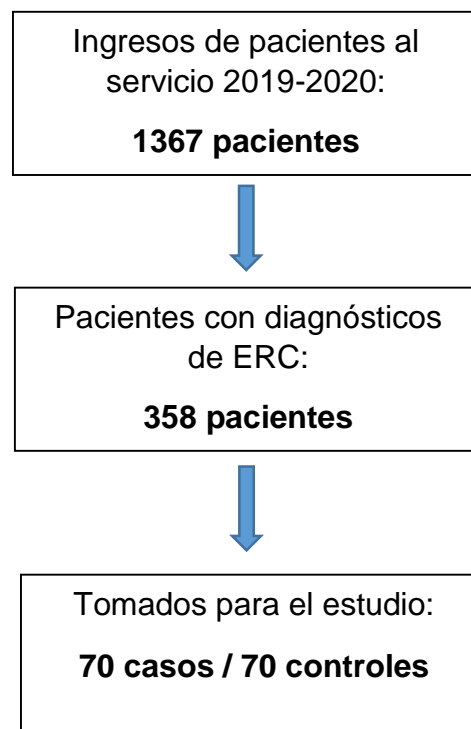 Ingresos de pacientes al
servicio 2019-2020:
1367 pacientes
Pacientes con diagnósticos
de ERC:
358 pacientes
Tomados para el estudio:
70 casos / 70 controles